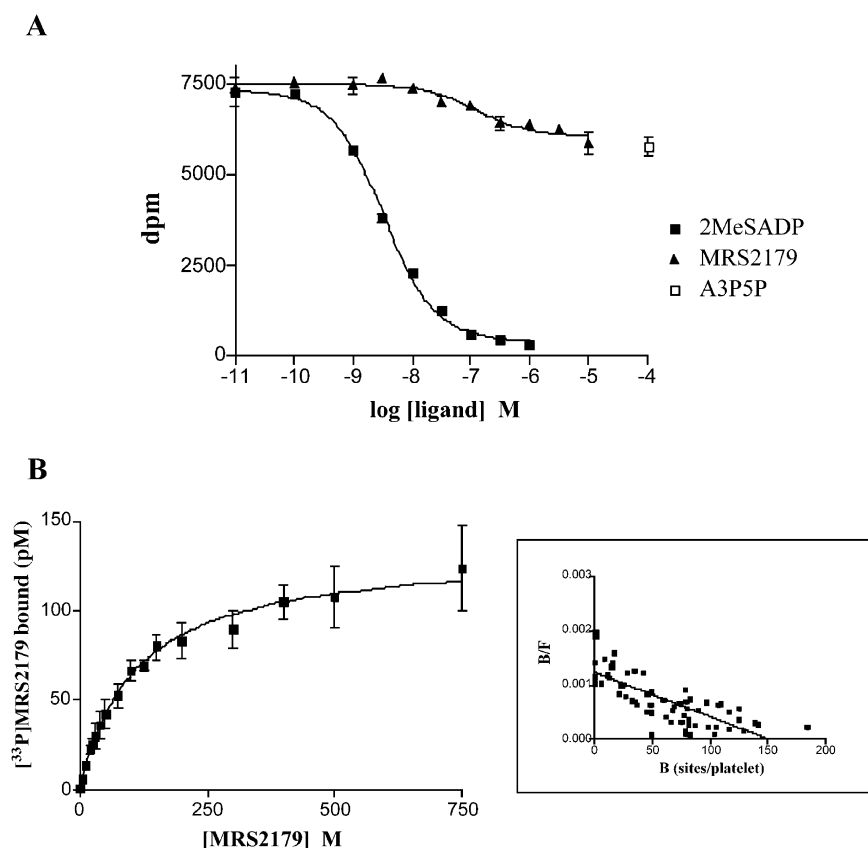 A
7500
5000
2500
0
dpm
-11 -10 -9 -8 -7 -6 -5 -4
log [ligand] M
2MeSADP
MRS2179
A3P5P
B
150
100
50
0
[³³P]MRS2179 bound (pM)
0 250 500 750
[MRS2179] M
0.003
0.002
0.001
0.000
B/F
0 50 100 150 200
B (sites/platelet)